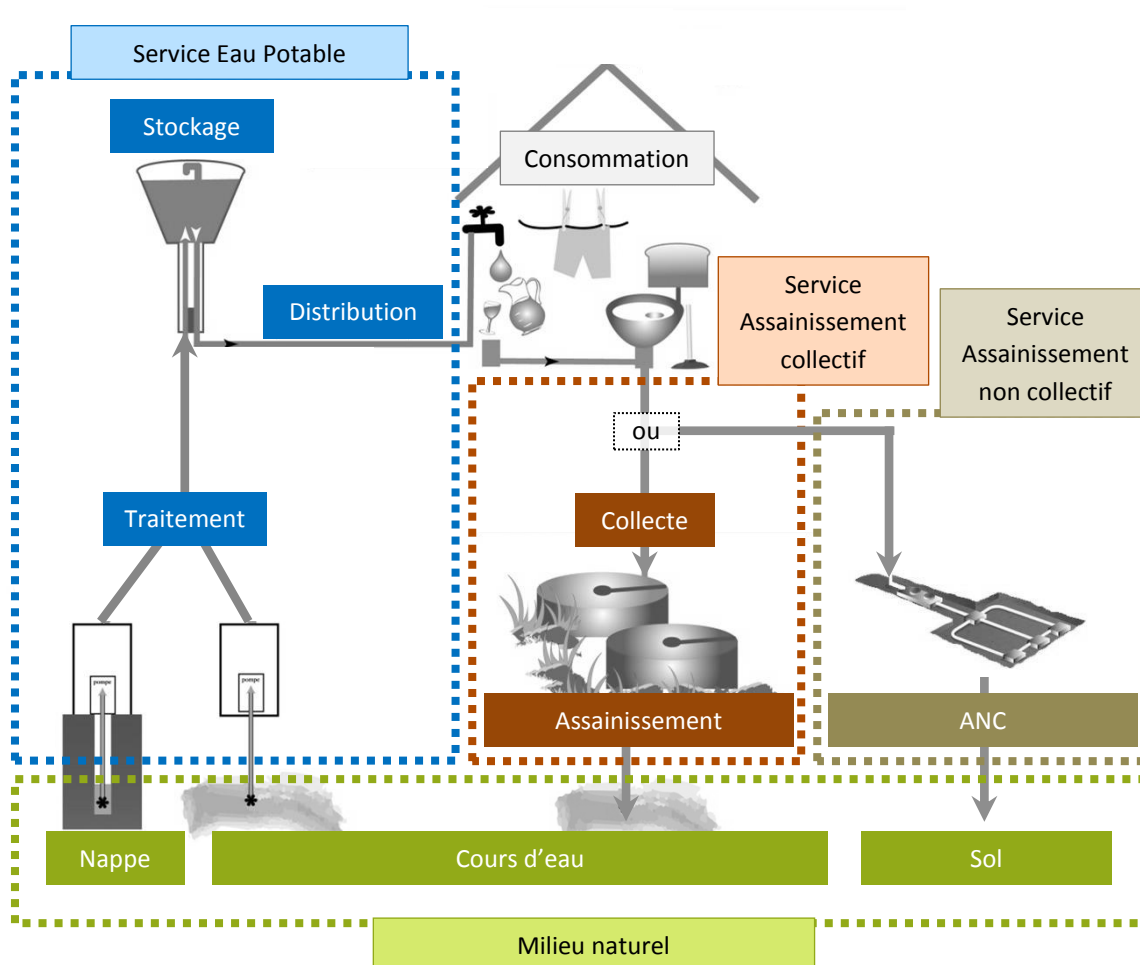 Service Eau Potable
Stockage
Consommation
Distribution
Service
Assainissement
collectif
Service
Assainissement
non collectif
ou
Traitement
Collecte
pompe
pompe
Assainissement
ANC
Nappe
Cours d'eau
Sol
Milieu naturel